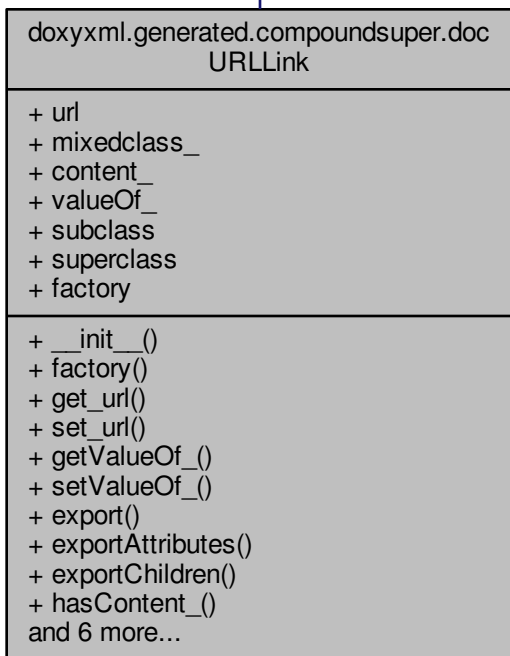 doxyxml.generated.compoundsuper.doc
URLLink
+ url
+ mixedclass_
+ content_
+ valueOf_
+ subclass
+ superclass
+ factory
+ __init__()
+ factory()
+ get_url()
+ set_url()
+ getValueOf_()
+ setValueOf_()
+ export()
+ exportAttributes()
+ exportChildren()
+ hasContent_()
and 6 more...